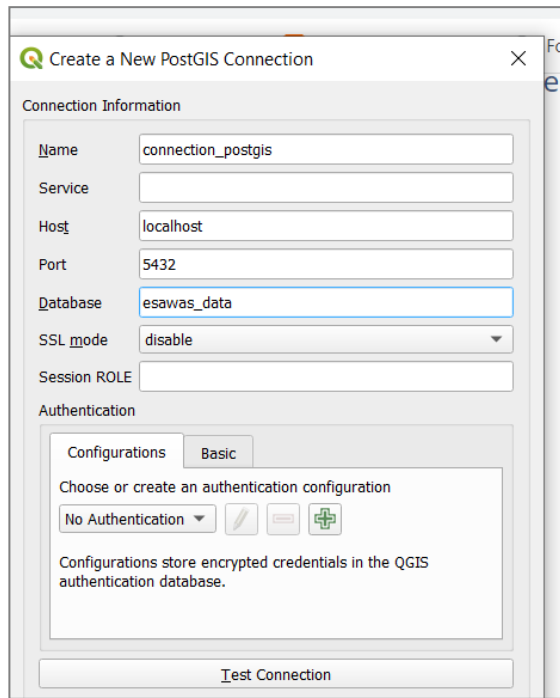 Create a New PostGIS Connection
Fo
e
Connection Information
Name connection_postgis
Service
Host localhost
Port 5432
Database esawas_data
SSL mode disable
Session ROLE
Authentication
Configurations Basic
Choose or create an authentication configuration
No Authentication
Configurations store encrypted credentials in the QGIS
authentication database.
Test Connection